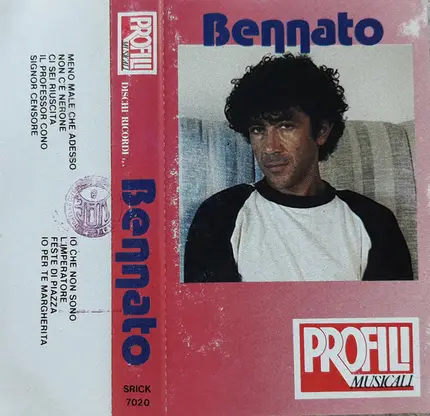 MENO MALE CHE ADESSO
NON C'E NERONE
CI SEI RIUSCITA
IL PROFESSOR CONO
SIGNOR CENSORE
IO CHE NON SONO
L'IMPERATORE
FESTE DI PIAZZA
IO PER TE MARGHERITA
PROFILI
MUSICALI
DISCHI RICORDI
Bennato
SRICK
7020
Bennato
PROFILI
MUSICALI